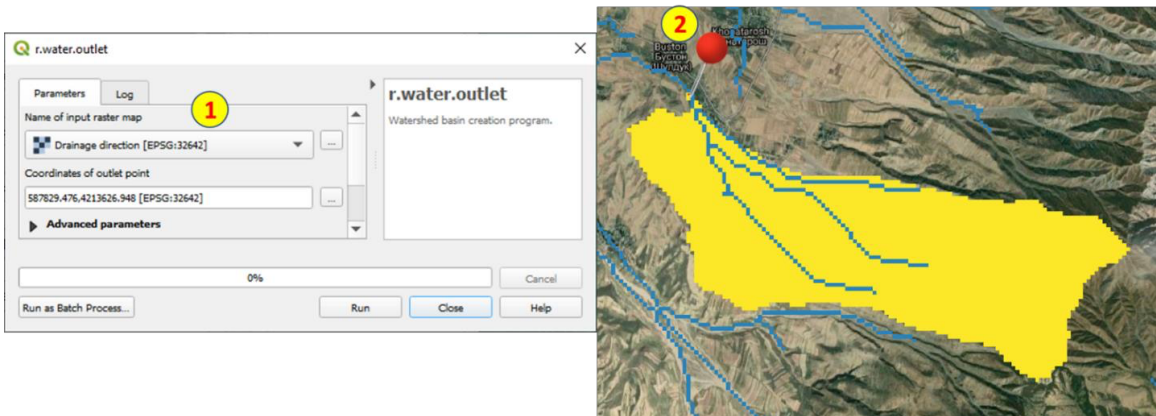 r.water.outlet
Parameters
Log
1
Name of input raster map
Drainage direction [EPSG:32642]
...
Coordinates of outlet point
587829.476,4213626.948 [EPSG:32642]
...
Advanced parameters
r.water.outlet
Watershed basin creation program.
0%
Cancel
Run as Batch Process...
Run
Close
Help
2
Buston
Бустон